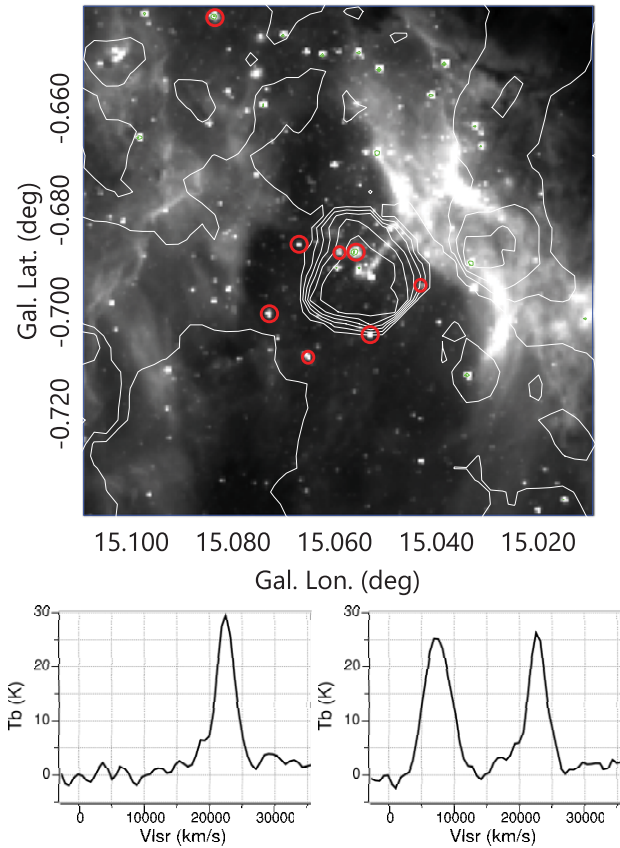 Gal. Lat. (deg)
-0.660
-0.680
-0.700
-0.720
15.100 15.080 15.060 15.040 15.020
Gal. Lon. (deg)
30 30
20 20
10 10
0 0
Tb (K) Tb (K)
0 10000 20000 30000 0 10000 20000 30000
Vlsr (km/s) Vlsr (km/s)